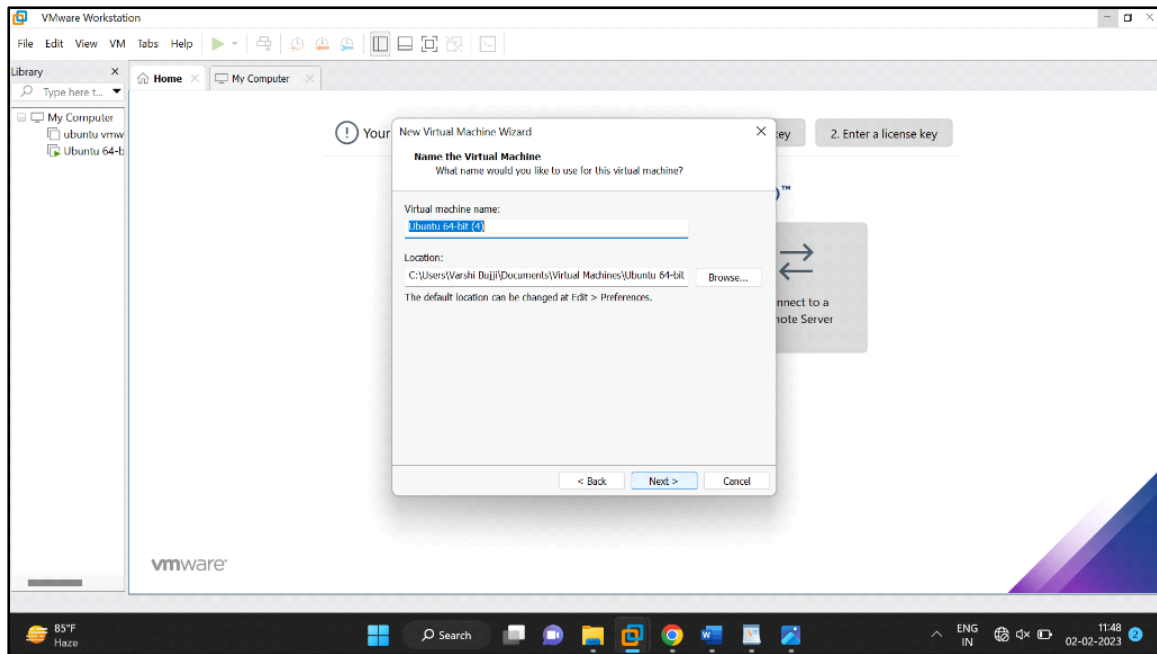 VMware Workstation
File Edit View VM Tabs Help
Library
Type here t...
Home
My Computer
My Computer
ubuntu vmw
Ubuntu 64-b
Your
ey
2. Enter a license key
New Virtual Machine Wizard
Name the Virtual Machine
What name would you like to use for this virtual machine?
Virtual machine name:
Ubuntu 64-bit (4)
Location:
C:\Users\Varshi Bujji\Documents\Virtual Machines\Ubuntu 64-bit
Browse...
The default location can be changed at Edit > Preferences.
< Back
Next >
Cancel
™
nnect to a
note Server
vmware
85°F
Haze
Search
ENG
IN
11:48
02-02-2023
2